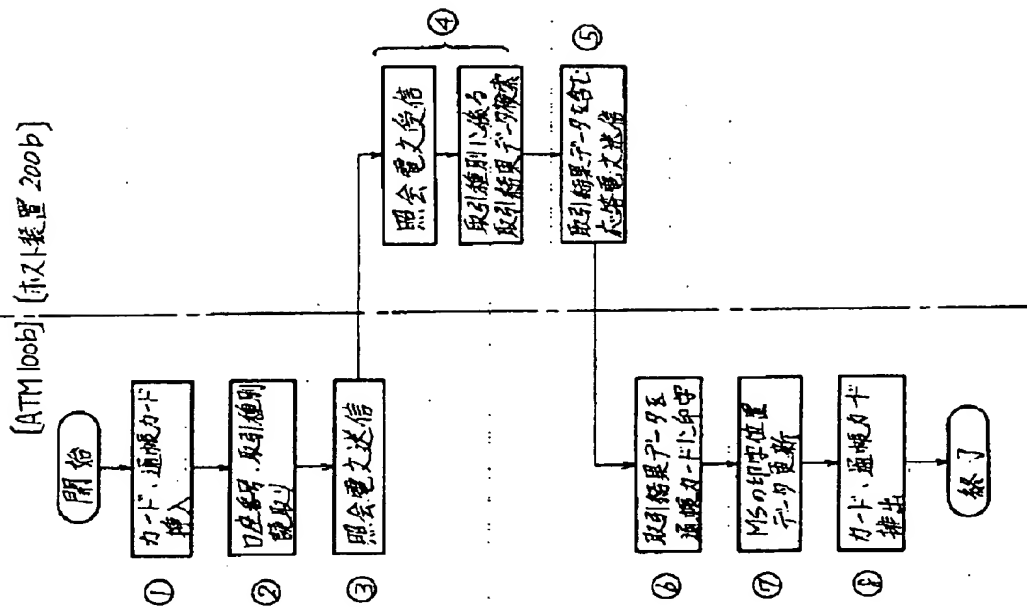 [ATM 100b]
[ホスト装置 200b]
開始
①
カード、通帳カード
挿入
②
口座番号、取引種別
読取り
③
照会電文送信
④
照会電文受信
取引種別に係る
取引結果データ検索
⑤
取引結果データを含む
応答電文送信
⑥
取引結果データを
通帳カードに印字
⑦
MSの印字位置
データ更新
⑧
カード、通帳カード
排出
終了